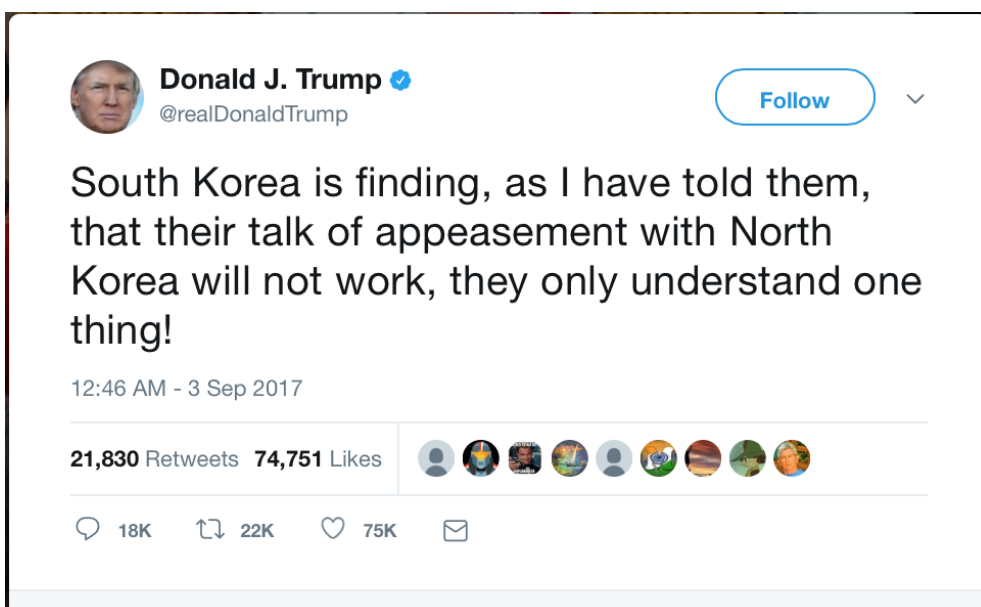 Donald J. Trump
@realDonaldTrump
Follow
South Korea is finding, as I have told them,
that their talk of appeasement with North
Korea will not work, they only understand one
thing!
12:46 AM - 3 Sep 2017
21,830 Retweets 74,751 Likes
18K 22K 75K